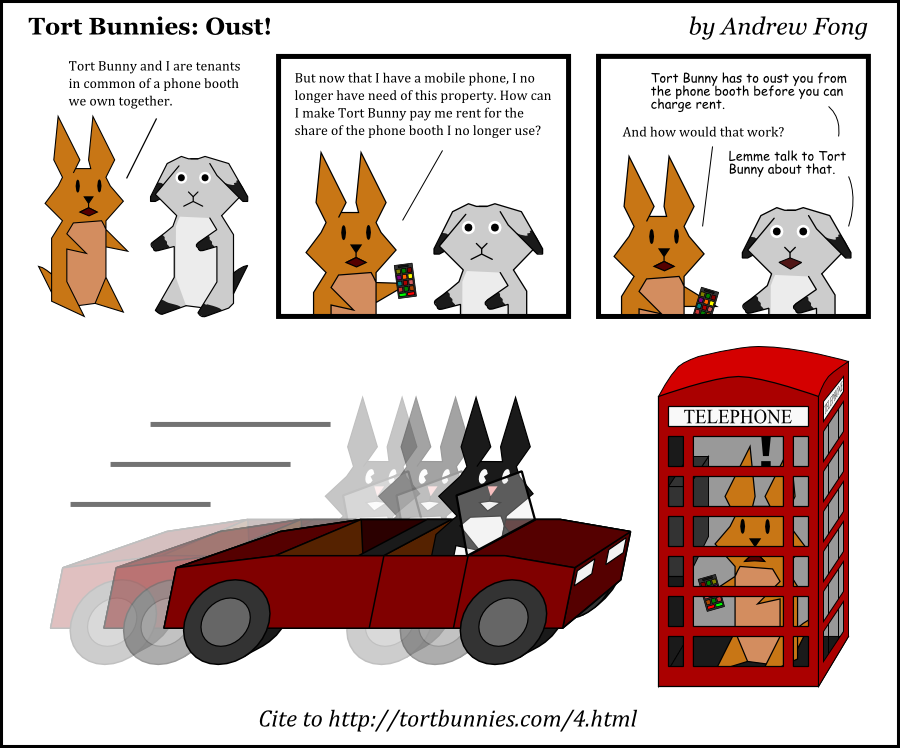 Tort Bunnies: Oust!
by Andrew Fong
Tort Bunny and I are tenants
in common of a phone booth
we own together.
But now that I have a mobile phone, I no
longer have need of this property. How can
I make Tort Bunny pay me rent for the
share of the phone booth I no longer use?
Tort Bunny has to oust you from
the phone booth before you can
charge rent.
And how would that work?
Lemme talk to Tort
Bunny about that.
TELEPHONE
TELEPHONE
!
Cite to http://tortbunnies.com/4.html